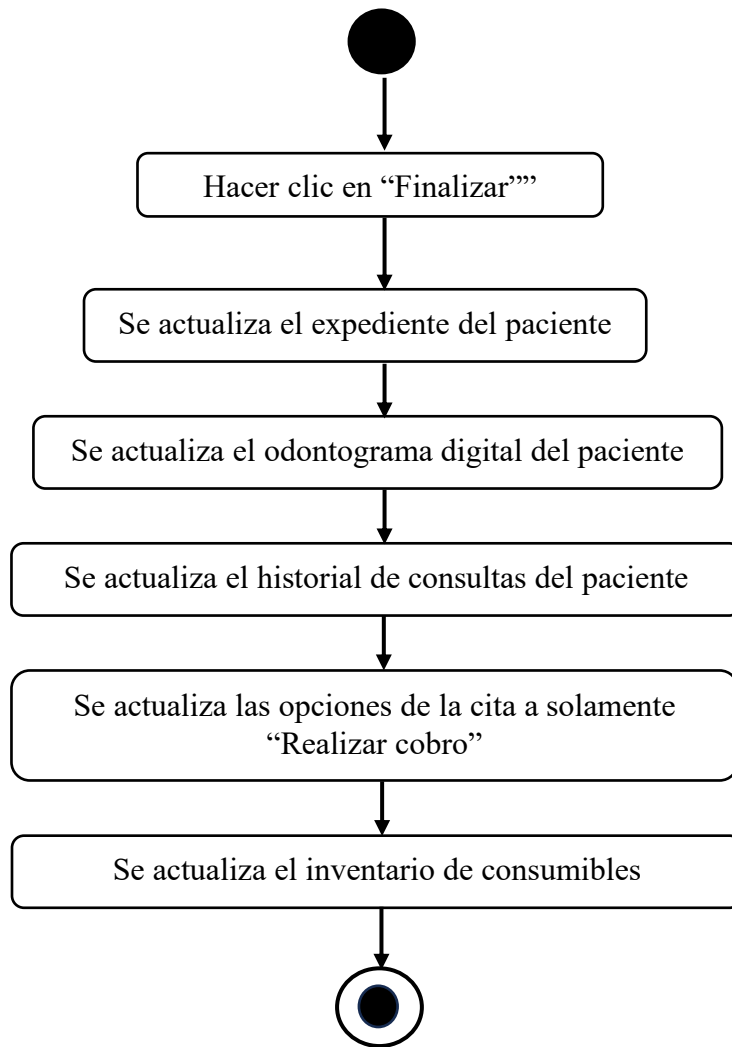 Hacer clic en “Finalizar””
Se actualiza el expediente del paciente
Se actualiza el odontograma digital del paciente
Se actualiza el historial de consultas del paciente
Se actualiza las opciones de la cita a solamente
“Realizar cobro”
Se actualiza el inventario de consumibles